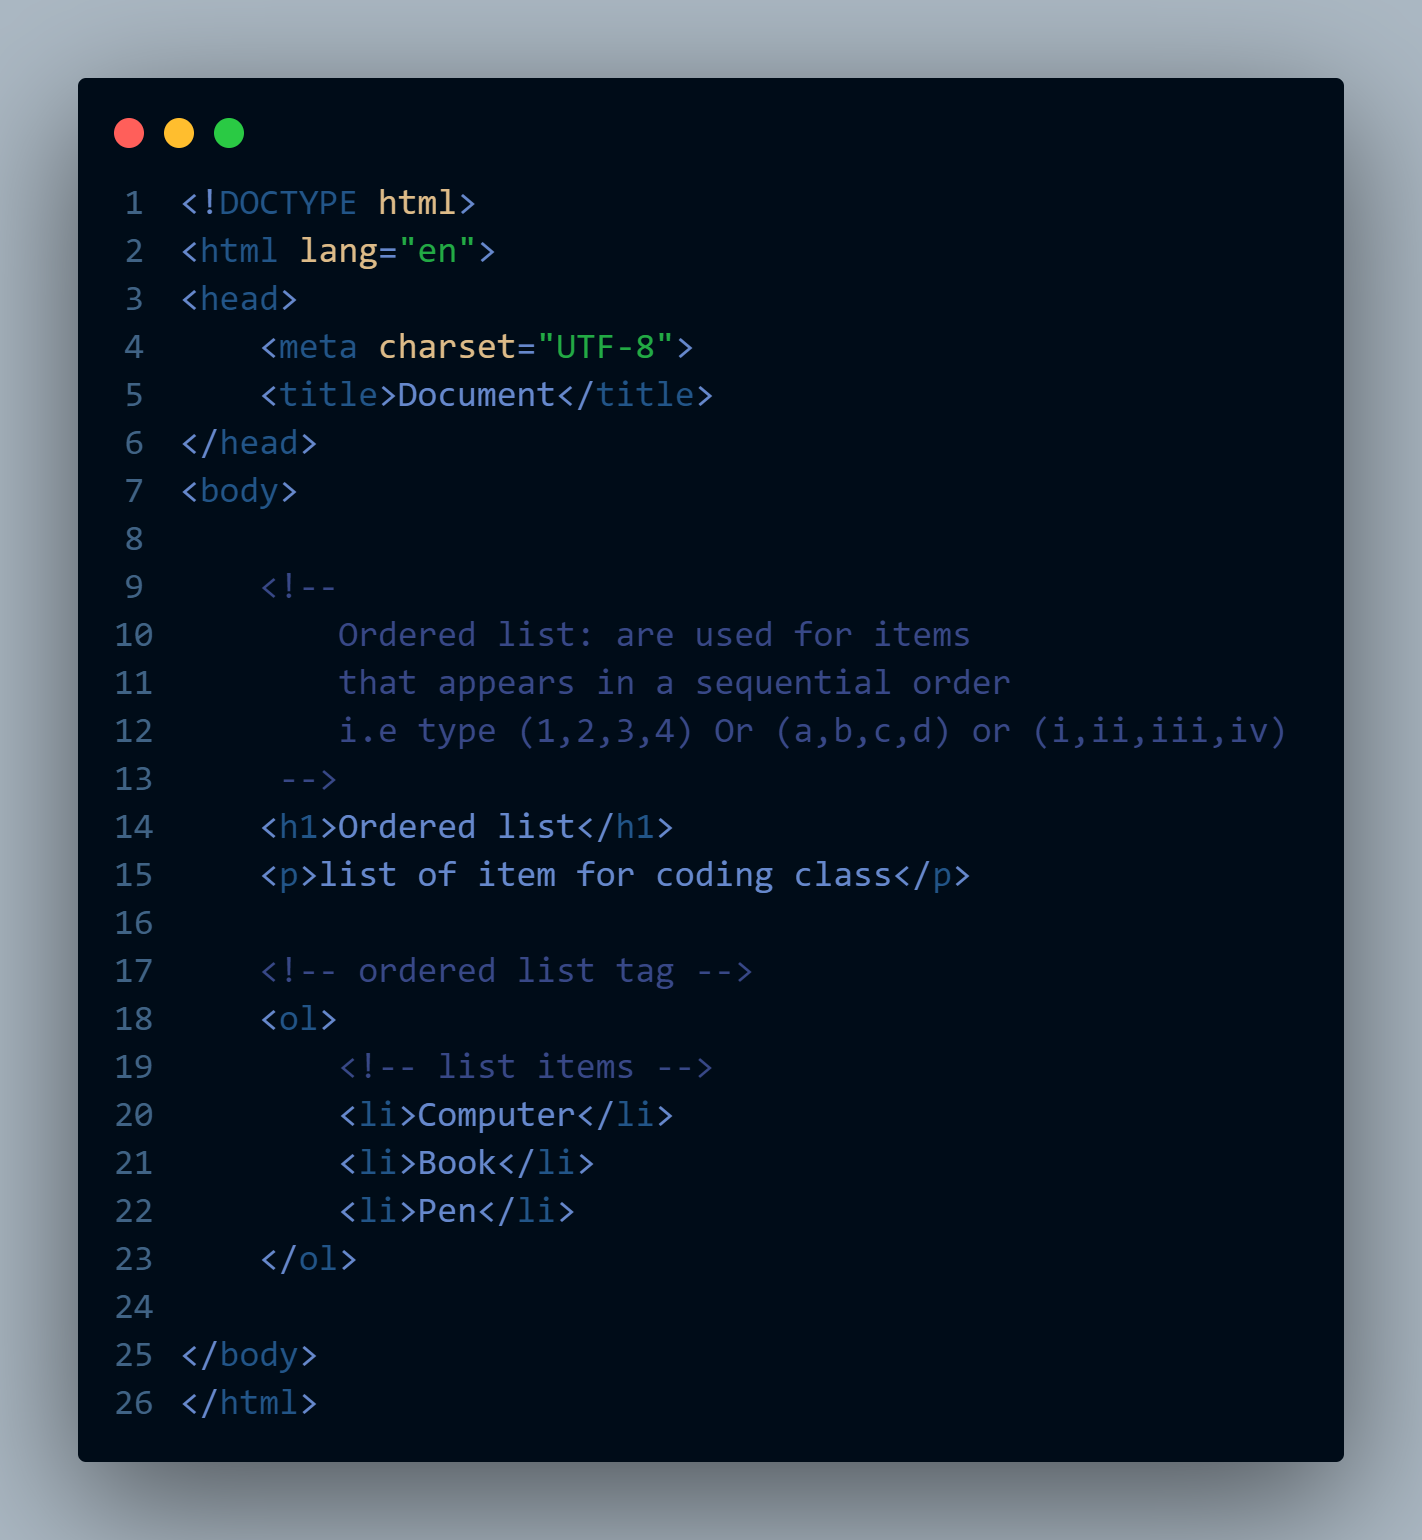 1 <!DOCTYPE html>
2 <html lang="en">
3 <head>
4     <meta charset="UTF-8">
5     <title>Document</title>
6 </head>
7 <body>
8
9     <!--
10         Ordered list: are used for items
11         that appears in a sequential order
12         i.e type (1,2,3,4) Or (a,b,c,d) or (i,ii,iii,iv)
13      -->
14     <h1>Ordered list</h1>
15     <p>list of item for coding class</p>
16
17     <!-- ordered list tag -->
18     <ol>
19         <!-- list items -->
20         <li>Computer</li>
21         <li>Book</li>
22         <li>Pen</li>
23     </ol>
24
25 </body>
26 </html>